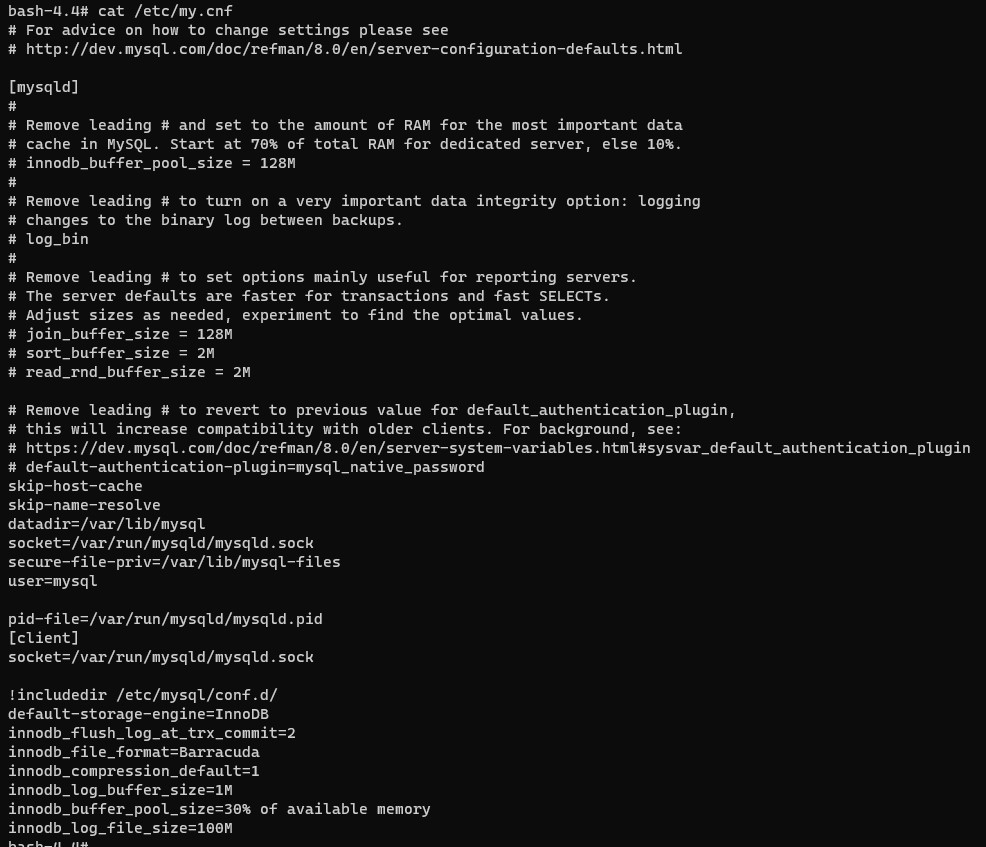 bash-4.4# cat /etc/my.cnf
# For advice on how to change settings please see
# http://dev.mysql.com/doc/refman/8.0/en/server-configuration-defaults.html
[mysqld]
#
# Remove leading # and set to the amount of RAM for the most important data
# cache in MySQL. Start at 70% of total RAM for dedicated server, else 10%.
# innodb_buffer_pool_size = 128M
#
# Remove leading # to turn on a very important data integrity option: logging
# changes to the binary log between backups.
# log_bin
#
# Remove leading # to set options mainly useful for reporting servers.
# The server defaults are faster for transactions and fast SELECTs.
# Adjust sizes as needed, experiment to find the optimal values.
# join_buffer_size = 128M
# sort_buffer_size = 2M
# read_rnd_buffer_size = 2M
# Remove leading # to revert to previous value for default_authentication_plugin,
# this will increase compatibility with older clients. For background, see:
# https://dev.mysql.com/doc/refman/8.0/en/server-system-variables.html#sysvar_default_authentication_plugin
# default-authentication-plugin=mysql_native_password
skip-host-cache
skip-name-resolve
datadir=/var/lib/mysql
socket=/var/run/mysqld/mysqld.sock
secure-file-priv=/var/lib/mysql-files
user=mysql
pid-file=/var/run/mysqld/mysqld.pid
[client]
socket=/var/run/mysqld/mysqld.sock
!includedir /etc/mysql/conf.d/
default-storage-engine=InnoDB
innodb_flush_log_at_trx_commit=2
innodb_file_format=Barracuda
innodb_compression_default=1
innodb_log_buffer_size=1M
innodb_buffer_pool_size=30% of available memory
innodb_log_file_size=100M
bash-4.4#